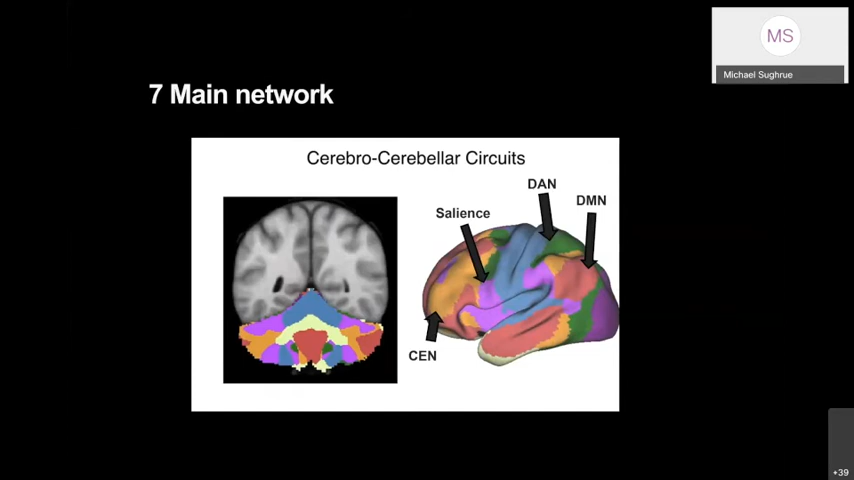 MS
Michael Sughrue
7 Main network
Cerebro-Cerebellar Circuits
DAN
DMN
Salience
CEN
+39